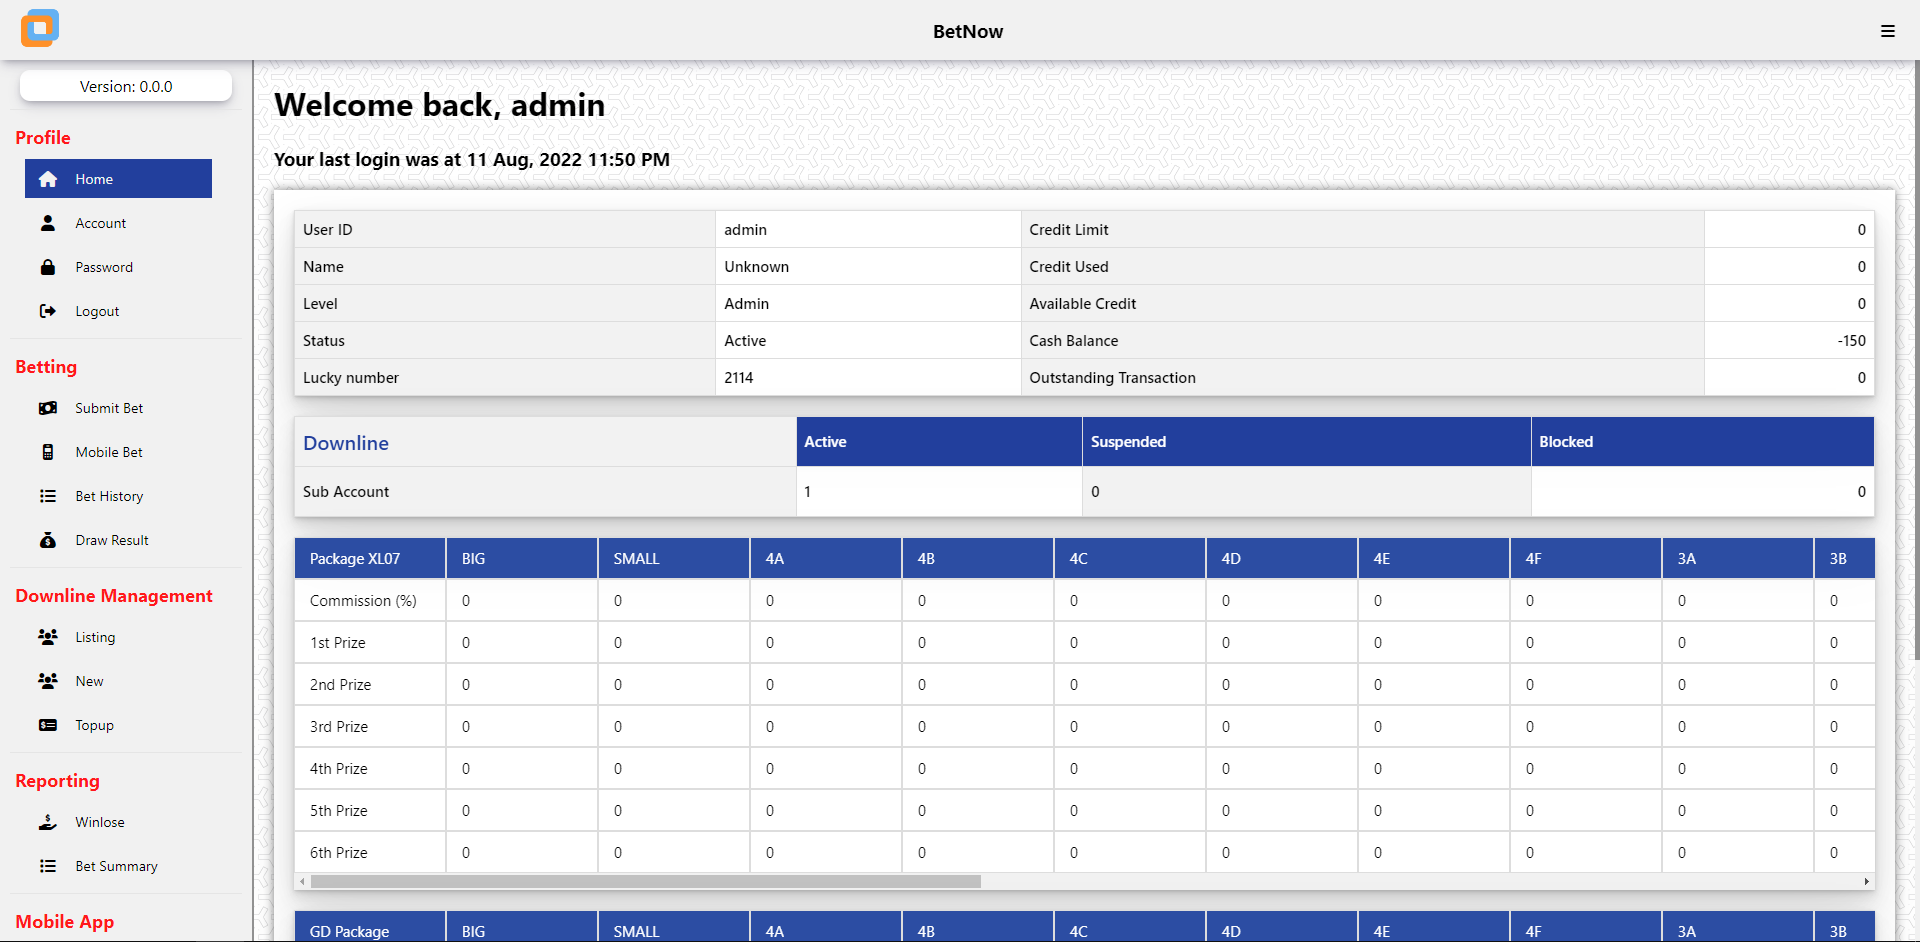 BetNow
Version: 0.0.0
Profile
Home
Account
Password
Logout
Betting
Submit Bet
Mobile Bet
Bet History
Draw Result
Downline Management
Listing
New
Topup
Reporting
Winlose
Bet Summary
Mobile App
Welcome back, admin
Your last login was at 11 Aug, 2022 11:50 PM
User ID admin Credit Limit 0
Name Unknown Credit Used 0
Level Admin Available Credit 0
Status Active Cash Balance -150
Lucky number 2114 Outstanding Transaction 0
Downline Active Suspended Blocked
Sub Account 1 0 0
Package XL07 BIG SMALL 4A 4B 4C 4D 4E 4F 3A 3B
Commission (%) 0 0 0 0 0 0 0 0 0 0
1st Prize 0 0 0 0 0 0 0 0 0 0
2nd Prize 0 0 0 0 0 0 0 0 0 0
3rd Prize 0 0 0 0 0 0 0 0 0 0
4th Prize 0 0 0 0 0 0 0 0 0 0
5th Prize 0 0 0 0 0 0 0 0 0 0
6th Prize 0 0 0 0 0 0 0 0 0 0
GD Package BIG SMALL 4A 4B 4C 4D 4E 4F 3A 3B